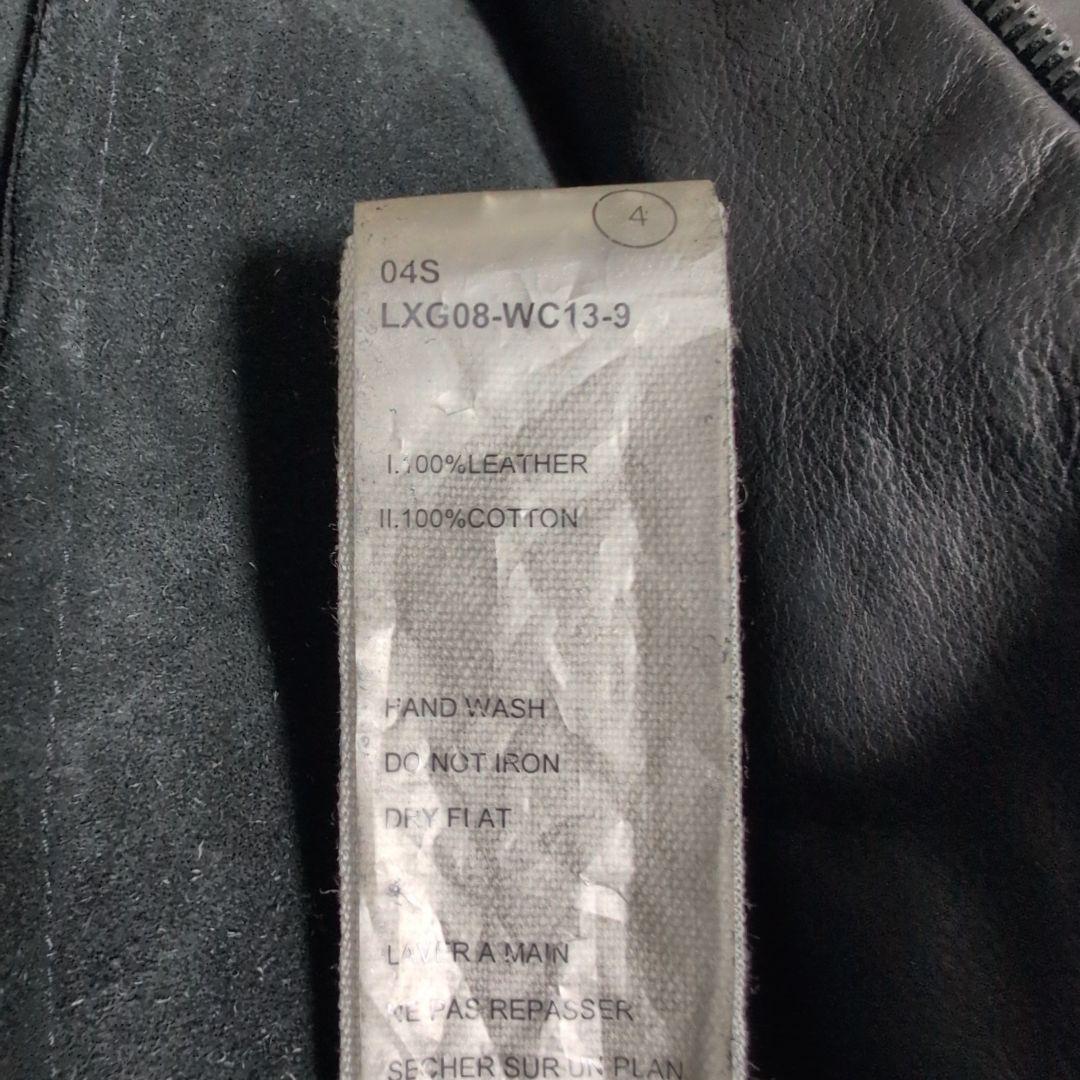 4
04S
LXG08-WC13-9
I.100%LEATHER
II.100%COTTON
HAND WASH
DO NOT IRON
DRY FLAT
LAVER A MAIN
NE PAS REPASSER
SECHER SUR UN PLAN